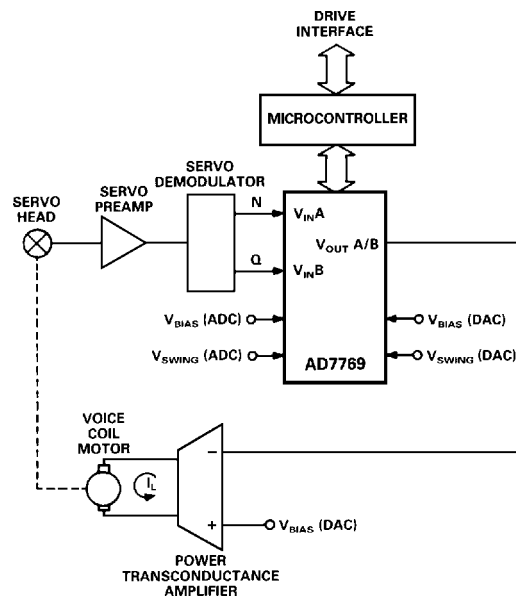 DRIVE
INTERFACE
MICROCONTROLLER
SERVO
DEMODULATOR
SERVO
PREAMP
SERVO
HEAD
N
Q
VINA
VINB
VOUT A/B
VBIAS (ADC)
VSWING (ADC)
VBIAS (DAC)
VSWING (DAC)
AD7769
VOICE
COIL
MOTOR
IL
−
+
VBIAS (DAC)
POWER
TRANSCONDUCTANCE
AMPLIFIER